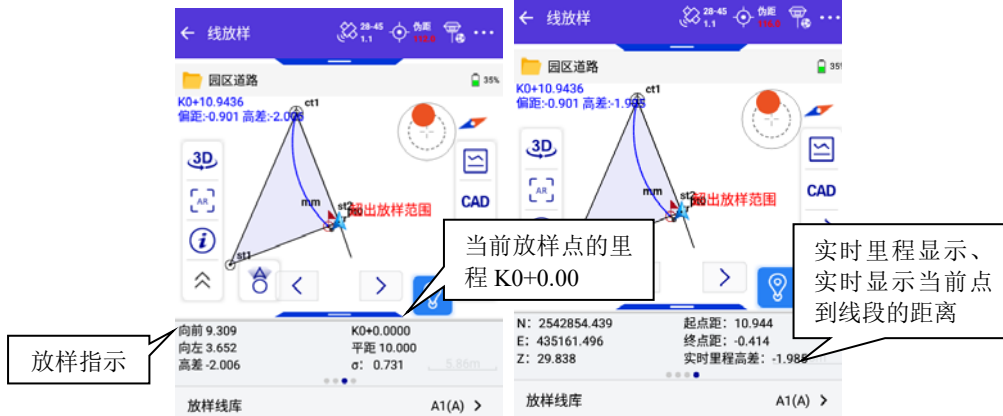 线放样
28-45
1.1
伪距
园区道路
35%
K0+10.9436
偏距:-0.901 高差:-2.006
ct1
3D
AR
CAD
mm
st2
超出放样范围
st1
向前 9.309
K0+0.0000
向左 3.652
平距 10.000
高差 -2.006
σ: 0.731
5.86m
放样线库
A1(A)
放样指示
当前放样点的里
程 K0+0.00
线放样
28-45
1.1
伪距
园区道路
K0+10.9436
偏距:-0.901 高差:-1.985
ct1
3D
AR
CAD
mm
st2
超出放样范围
st1
N: 2542854.439
起点距: 10.944
E: 435161.496
终点距: -0.414
Z: 29.838
实时里程高差: -1.985
放样线库
A1(A)
实时里程显示、
实时显示当前点
到线段的距离